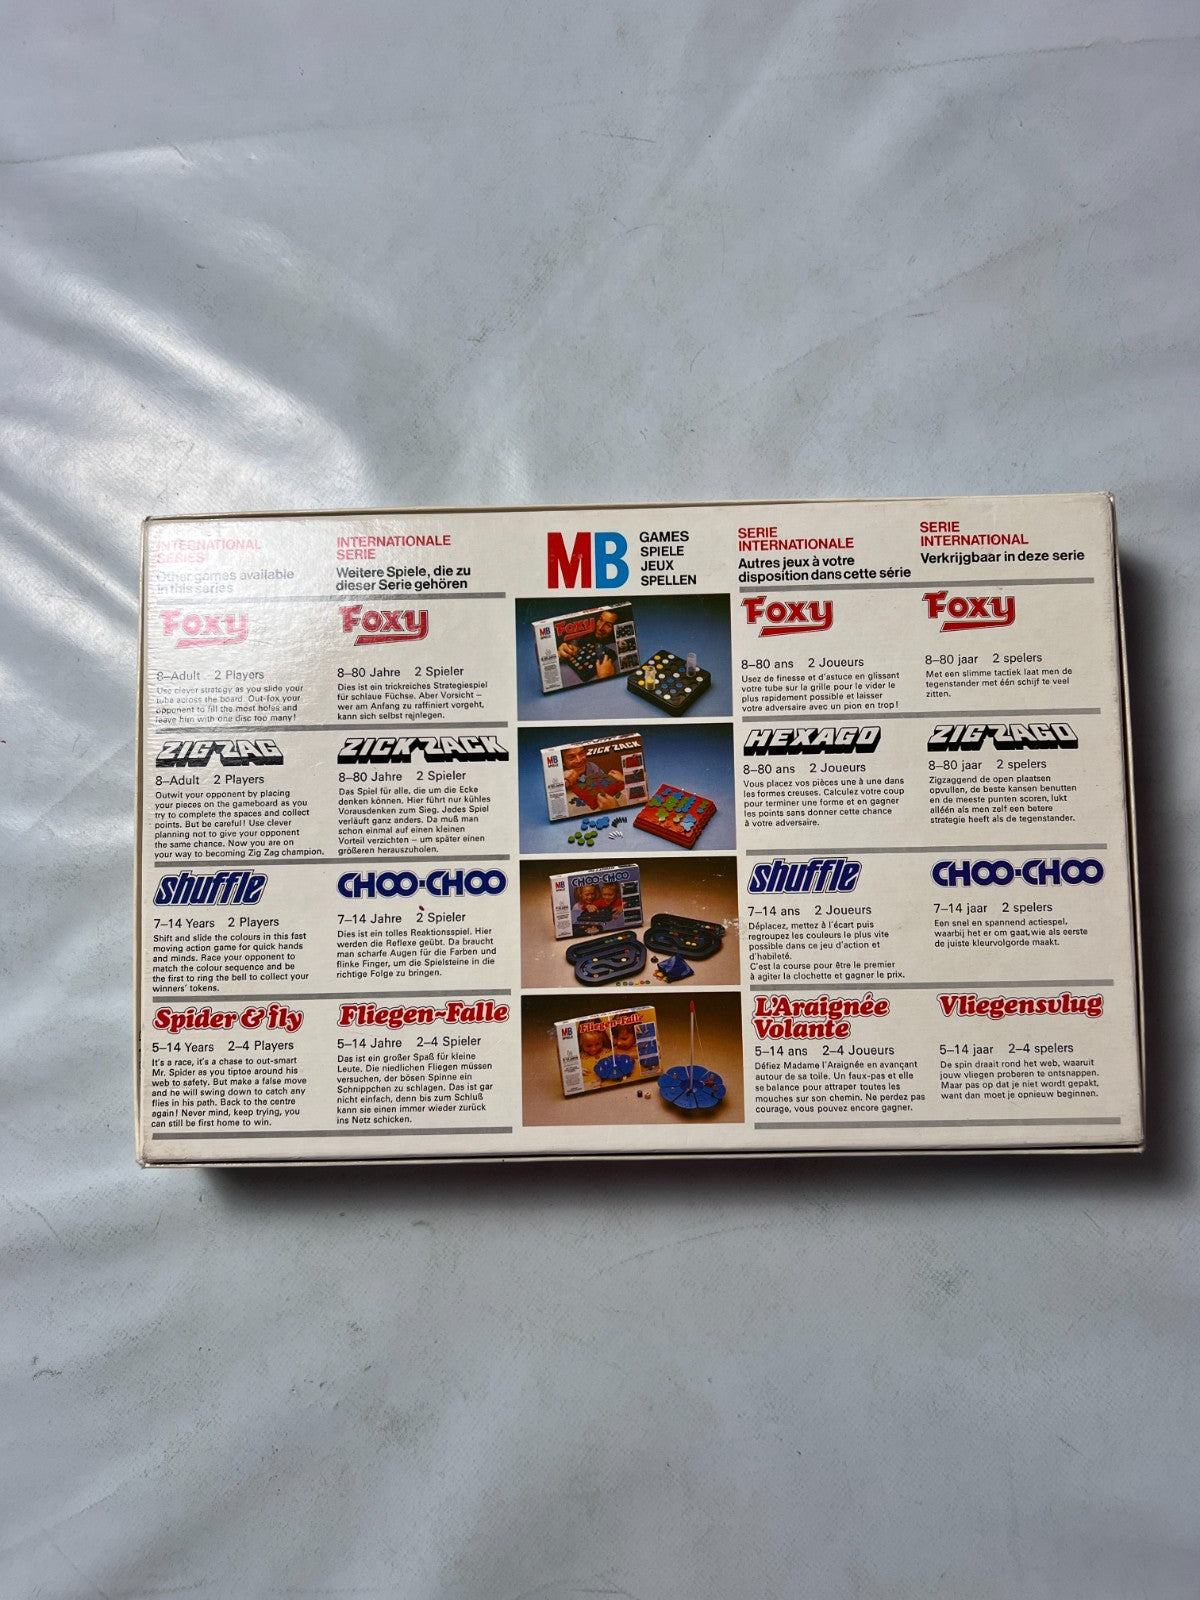 INTERNATIONAL
SERIES
Other games available
in this series
Foxy
8–Adult 2 Players
Use clever strategy as you slide your
tube across the board. Out-fox your
opponent to fill the most holes and
leave him with one disc too many!
ZIG ZAG
8–Adult 2 Players
Outwit your opponent by placing
your pieces on the gameboard as you
try to complete the spaces and collect
points. But be careful! Use clever
planning not to give your opponent
the same chance. Now you are on
your way to becoming Zig Zag champion.
shuffle
7–14 Years 2 Players
Shift and slide the colours in this fast
moving action game for quick hands
and minds. Race your opponent to
match the colour sequence and be
the first to ring the bell to collect your
winners' tokens.
Spider & fly
5–14 Years 2–4 Players
It's a race, it's a chase to out-smart
Mr. Spider as you tiptoe around his
web to safety. But make a false move
and he will swing down to catch any
flies in his path. Back to the centre
again! Never mind, keep trying, you
can still be first home to win.
INTERNATIONALE
SERIE
Weitere Spiele, die zu
dieser Serie gehören
Foxy
8–80 Jahre 2 Spieler
Dies ist ein trickreiches Strategiespiel
für schlaue Füchse. Aber Vorsicht –
wer am Anfang zu raffiniert vorgeht,
kann sich selbst reinlegen.
ZICK ZACK
8–80 Jahre 2 Spieler
Das Spiel für alle, die um die Ecke
denken können. Hier führt nur kühles
Vorausdenken zum Sieg. Jedes Spiel
verläuft ganz anders. Da muß man
schon einmal auf einen kleinen
Vorteil verzichten – um später einen
größeren herauszuholen.
CHOO-CHOO
7–14 Jahre 2 Spieler
Dies ist ein tolles Reaktionsspiel. Hier
werden die Reflexe geübt. Da braucht
man scharfe Augen für die Farben und
flinke Finger, um die Spielsteine in die
richtige Folge zu bringen.
Fliegen-Falle
5–14 Jahre 2–4 Spieler
Das ist ein großer Spaß für kleine
Leute. Die niedlichen Fliegen müssen
versuchen, der bösen Spinne ein
Schnippchen zu schlagen. Das ist gar
nicht einfach, denn bis zum Schluß
kann sie einen immer wieder zurück
ins Netz schicken.
MB
GAMES
SPIELE
JEUX
SPELLEN
MB
Foxy
MB
ZICK ZACK
MB
CHOO-CHOO
MB
Fliegen-Falle
SERIE
INTERNATIONALE
Autres jeux à votre
disposition dans cette série
Foxy
8–80 ans 2 Joueurs
Usez de finesse et d'astuce en glissant
votre tube sur la grille pour le vider le
plus rapidement possible et laisser
votre adversaire avec un pion en trop!
HEXAGO
8–80 ans 2 Joueurs
Vous placez vos pièces une à une dans
les formes creuses. Calculez votre coup
pour terminer une forme et en gagner
les points sans donner cette chance
à votre adversaire.
shuffle
7–14 ans 2 Joueurs
Déplacez, mettez à l'écart puis
regroupez les couleurs le plus vite
possible dans ce jeu d'action et
d'habileté.
C'est la course pour être le premier
à agiter la clochette et gagner le prix.
L'Araignée
Volante
5–14 ans 2–4 Joueurs
Défiez Madame l'Araignée en avançant
autour de sa toile. Un faux-pas et elle
se balance pour attraper toutes les
mouches sur son chemin. Ne perdez pas
courage, vous pouvez encore gagner.
SERIE
INTERNATIONAL
Verkrijgbaar in deze serie
Foxy
8–80 jaar 2 spelers
Met een slimme tactiek laat men de
tegenstander met één schijf te veel
zitten.
ZIG ZAGO
8–80 jaar 2 spelers
Zigzaggend de open plaatsen
opvullen, de beste kansen benutten
en de meeste punten scoren, lukt
alléén als men zelf een betere
strategie heeft als de tegenstander.
CHOO-CHOO
7–14 jaar 2 spelers
Een snel en spannend actiespel,
waarbij het er om gaat, wie als eerste
de juiste kleurvolgorde maakt.
Vliegensvlug
5–14 jaar 2–4 spelers
De spin draait rond het web, waaruit
jouw vliegen proberen te ontsnappen.
Maar pas op dat je niet wordt gepakt,
want dan moet je opnieuw beginnen.